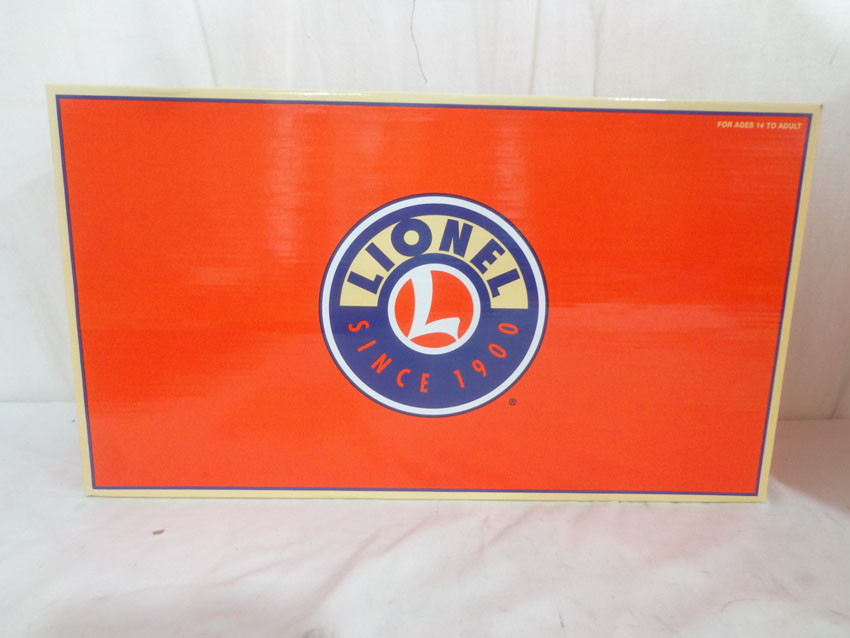 FOR AGES 14 TO ADULT
LIONEL
L
SINCE 1900
®